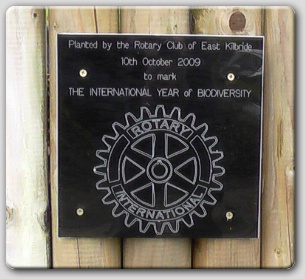 Planted by the Rotary Club of East Kilbride
10th October 2009
to mark
THE INTERNATIONAL YEAR of BIODIVERSITY
ROTARY
INTERNATIONAL